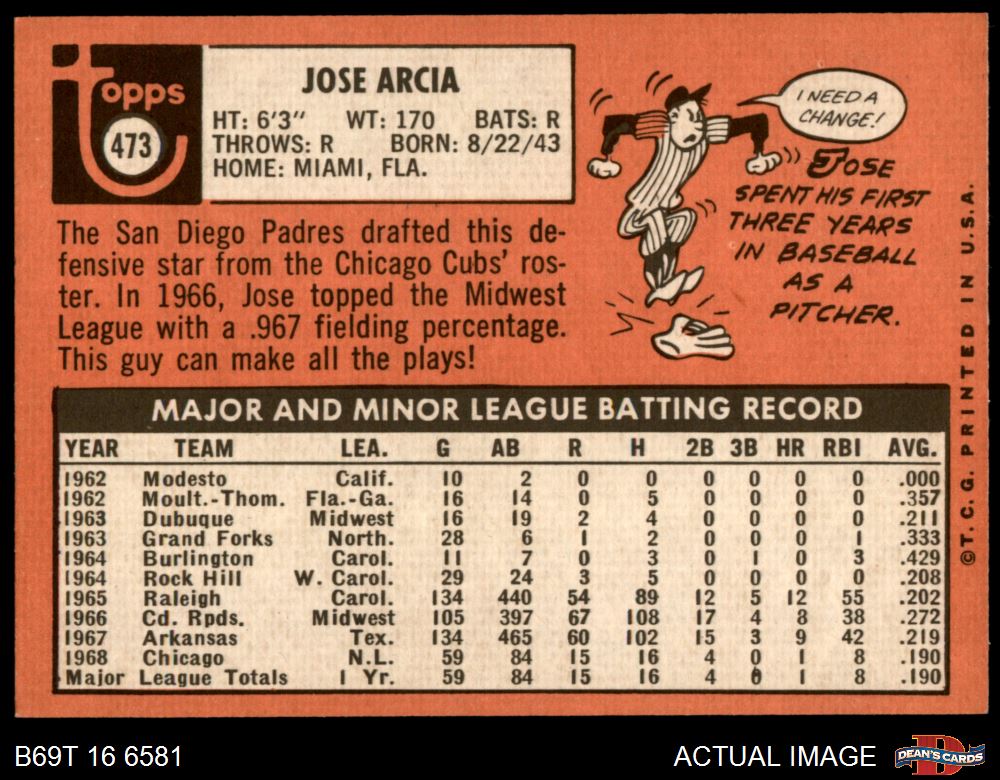 topps
473
JOSE ARCIA
HT: 6'3" WT: 170 BATS: R
THROWS: R BORN: 8/22/43
HOME: MIAMI, FLA.
The San Diego Padres drafted this de-
fensive star from the Chicago Cubs' ros-
ter. In 1966, Jose topped the Midwest
League with a .967 fielding percentage.
This guy can make all the plays!
I NEED A
CHANGE!
JOSE
SPENT HIS FIRST
THREE YEARS
IN BASEBALL
AS A
PITCHER.
©T. C. G. PRINTED IN U.S.A.
MAJOR AND MINOR LEAGUE BATTING RECORD
YEAR TEAM LEA. G AB R H 2B 3B HR RBI AVG.
1962 Modesto Calif. 10 2 0 0 0 0 0 0 .000
1962 Moult.-Thom. Fla.-Ga. 16 14 0 5 0 0 0 0 .357
1963 Dubuque Midwest 16 19 2 4 0 0 0 0 .211
1963 Grand Forks North. 28 6 1 2 0 0 0 1 .333
1964 Burlington Carol. 11 7 0 3 0 1 0 3 .429
1964 Rock Hill W. Carol. 29 24 3 5 0 0 0 0 .208
1965 Raleigh Carol. 134 440 54 89 12 5 12 55 .202
1966 Cd. Rpds. Midwest 105 397 67 108 17 4 8 38 .272
1967 Arkansas Tex. 134 465 60 102 15 3 9 42 .219
1968 Chicago N.L. 59 84 15 16 4 0 1 8 .190
Major League Totals 1 Yr. 59 84 15 16 4 0 1 8 .190
B69T 16 6581
ACTUAL IMAGE
DEAN'S CARDS